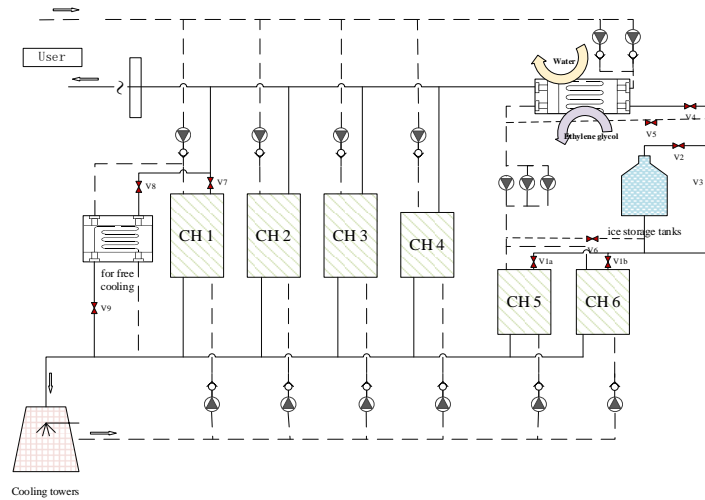 User
Water
Ethylene glycol
V4
V5
V2
V3
V8
V7
ice storage tanks
CH 1
CH 2
CH 3
CH 4
for free
cooling
V6
V1a
V1b
CH 5
CH 6
V9
Cooling towers